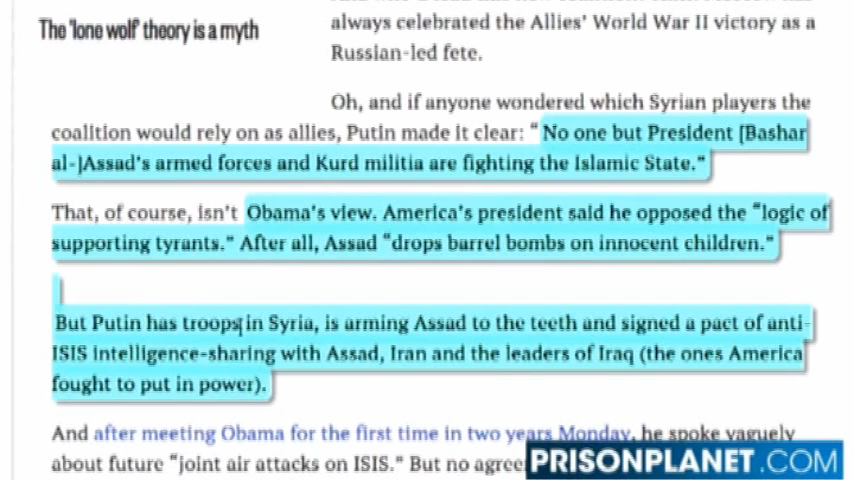 The 'lone wolf' theory is a myth
always celebrated the Allies' World War II victory as a
Russian-led fete.
Oh, and if anyone wondered which Syrian players the
coalition would rely on as allies, Putin made it clear: "No one but President [Bashar
al-]Assad's armed forces and Kurd militia are fighting the Islamic State."
That, of course, isn't Obama's view. America's president said he opposed the "logic of
supporting tyrants." After all, Assad "drops barrel bombs on innocent children."
But Putin has troops in Syria, is arming Assad to the teeth and signed a pact of anti-
ISIS intelligence-sharing with Assad, Iran and the leaders of Iraq (the ones America
fought to put in power).
And after meeting Obama for the first time in two years Monday, he spoke vaguely
about future "joint air attacks on ISIS." But no
PRISONPLANET.COM